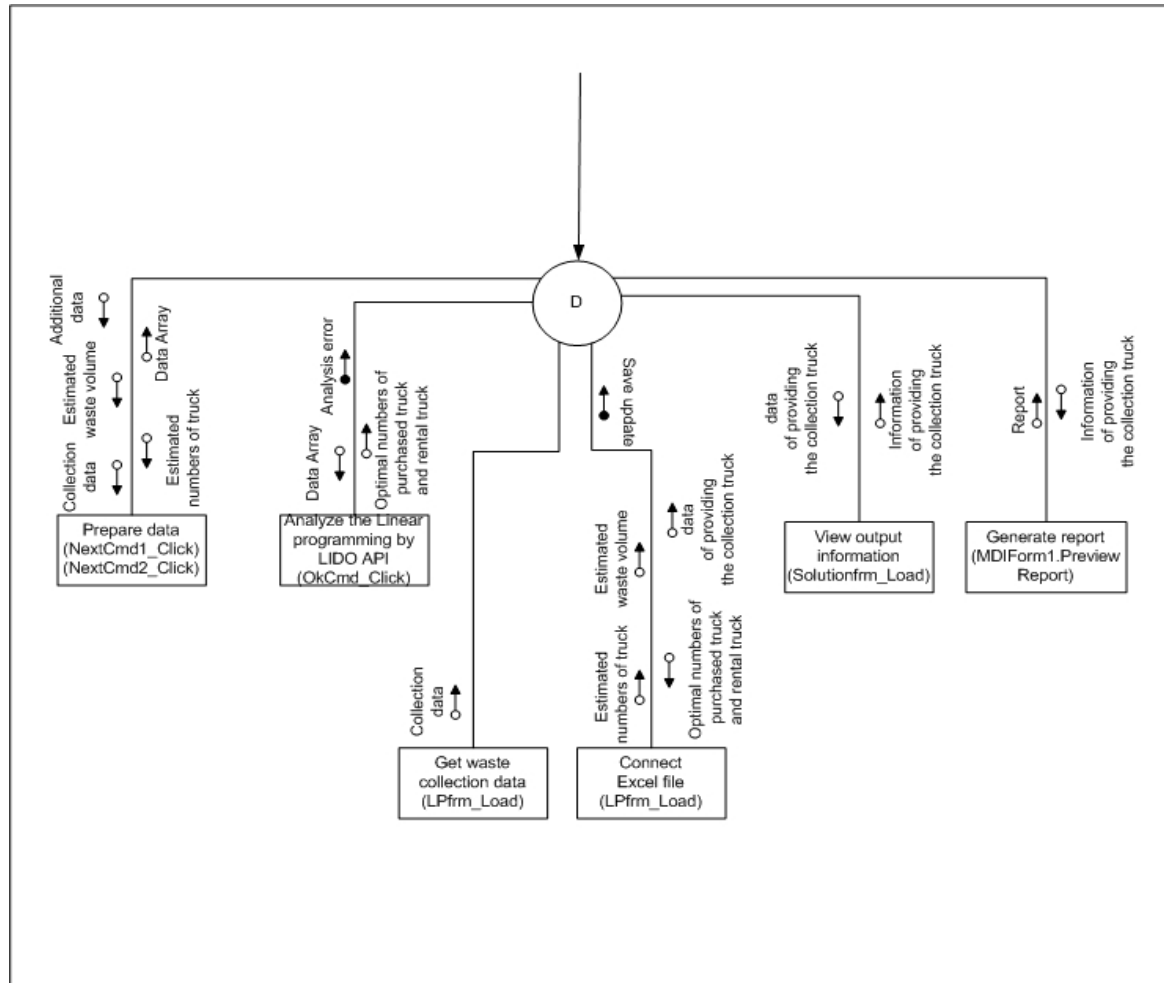 D
Additional
data
Data Array
Estimated
waste volume
Collection
data
Estimated
numbers of truck
Prepare data
(NextCmd1_Click)
(NextCmd2_Click)
Analysis error
Data Array
Optimal numbers of
purchased truck
and rental truck
Analyze the Linear
programming by
LIDO API
(OkCmd_Click)
Collection
data
Get waste
collection data
(LPfrm_Load)
Save update
data
of providing
the collection truck
Estimated
waste volume
Estimated
numbers of truck
Optimal numbers of
purchased truck
and rental truck
Connect
Excel file
(LPfrm_Load)
data
of providing
the collection truck
Information
of providing
the collection truck
View output
information
(Solutionfrm_Load)
Report
Information
of providing
the collection truck
Generate report
(MDIForm1.Preview
Report)